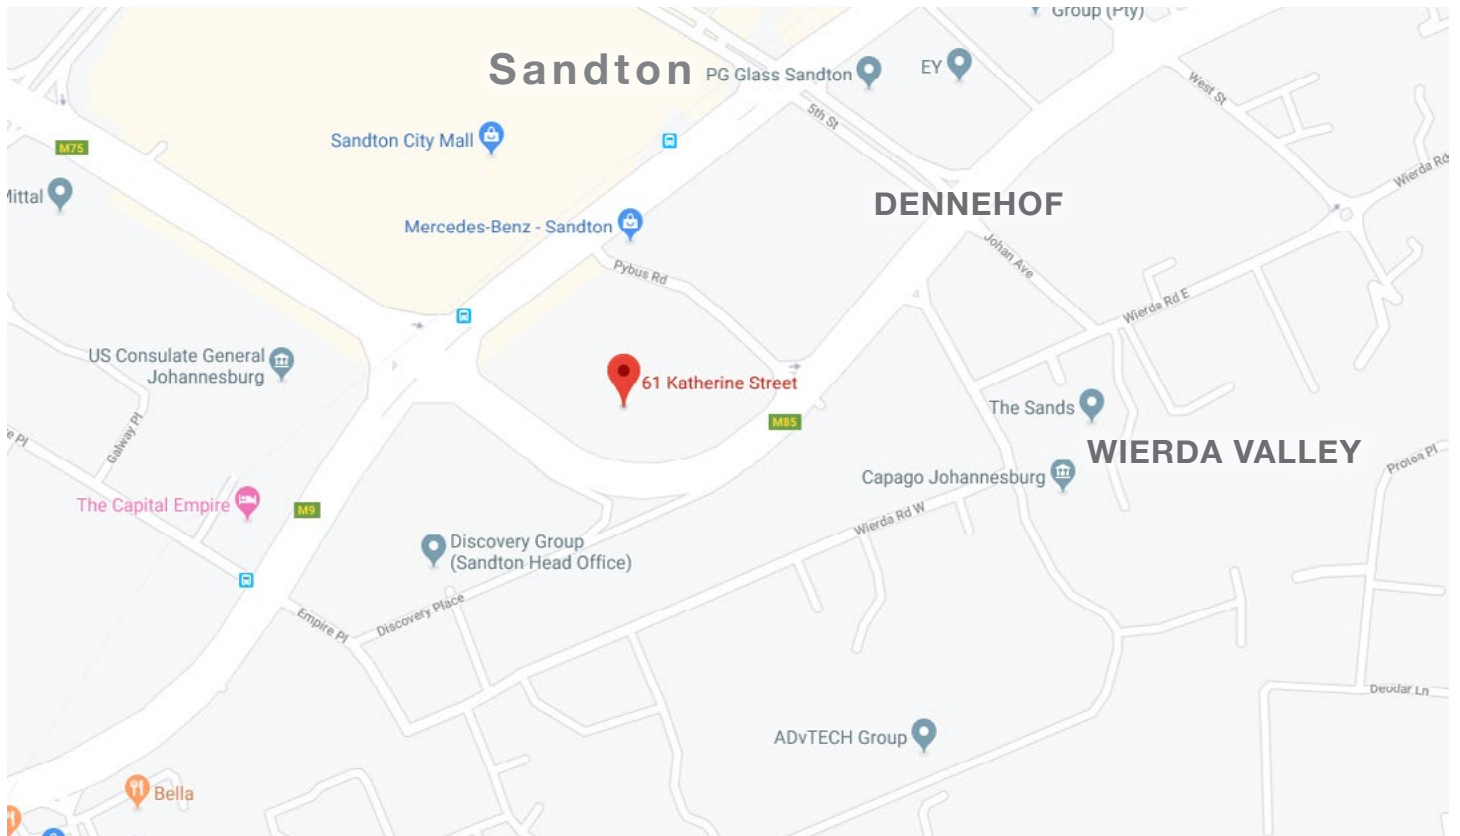 Group (Pty)
Sandton
PG Glass Sandton
EY
West St
5th St
Sandton City Mall
M75
Wierda Rd
Mittal
DENNEHOF
Mercedes-Benz - Sandton
Johan Ave
Pybus Rd
Wierda Rd E
US Consulate General
Johannesburg
61 Katherine Street
The Sands
M85
Galway Pl
e Pl
WIERDA VALLEY
Protea Pl
Capago Johannesburg
The Capital Empire
M9
Wierda Rd W
Discovery Group
(Sandton Head Office)
Discovery Place
Empire Pl
Deodar Ln
ADvTECH Group
Bella